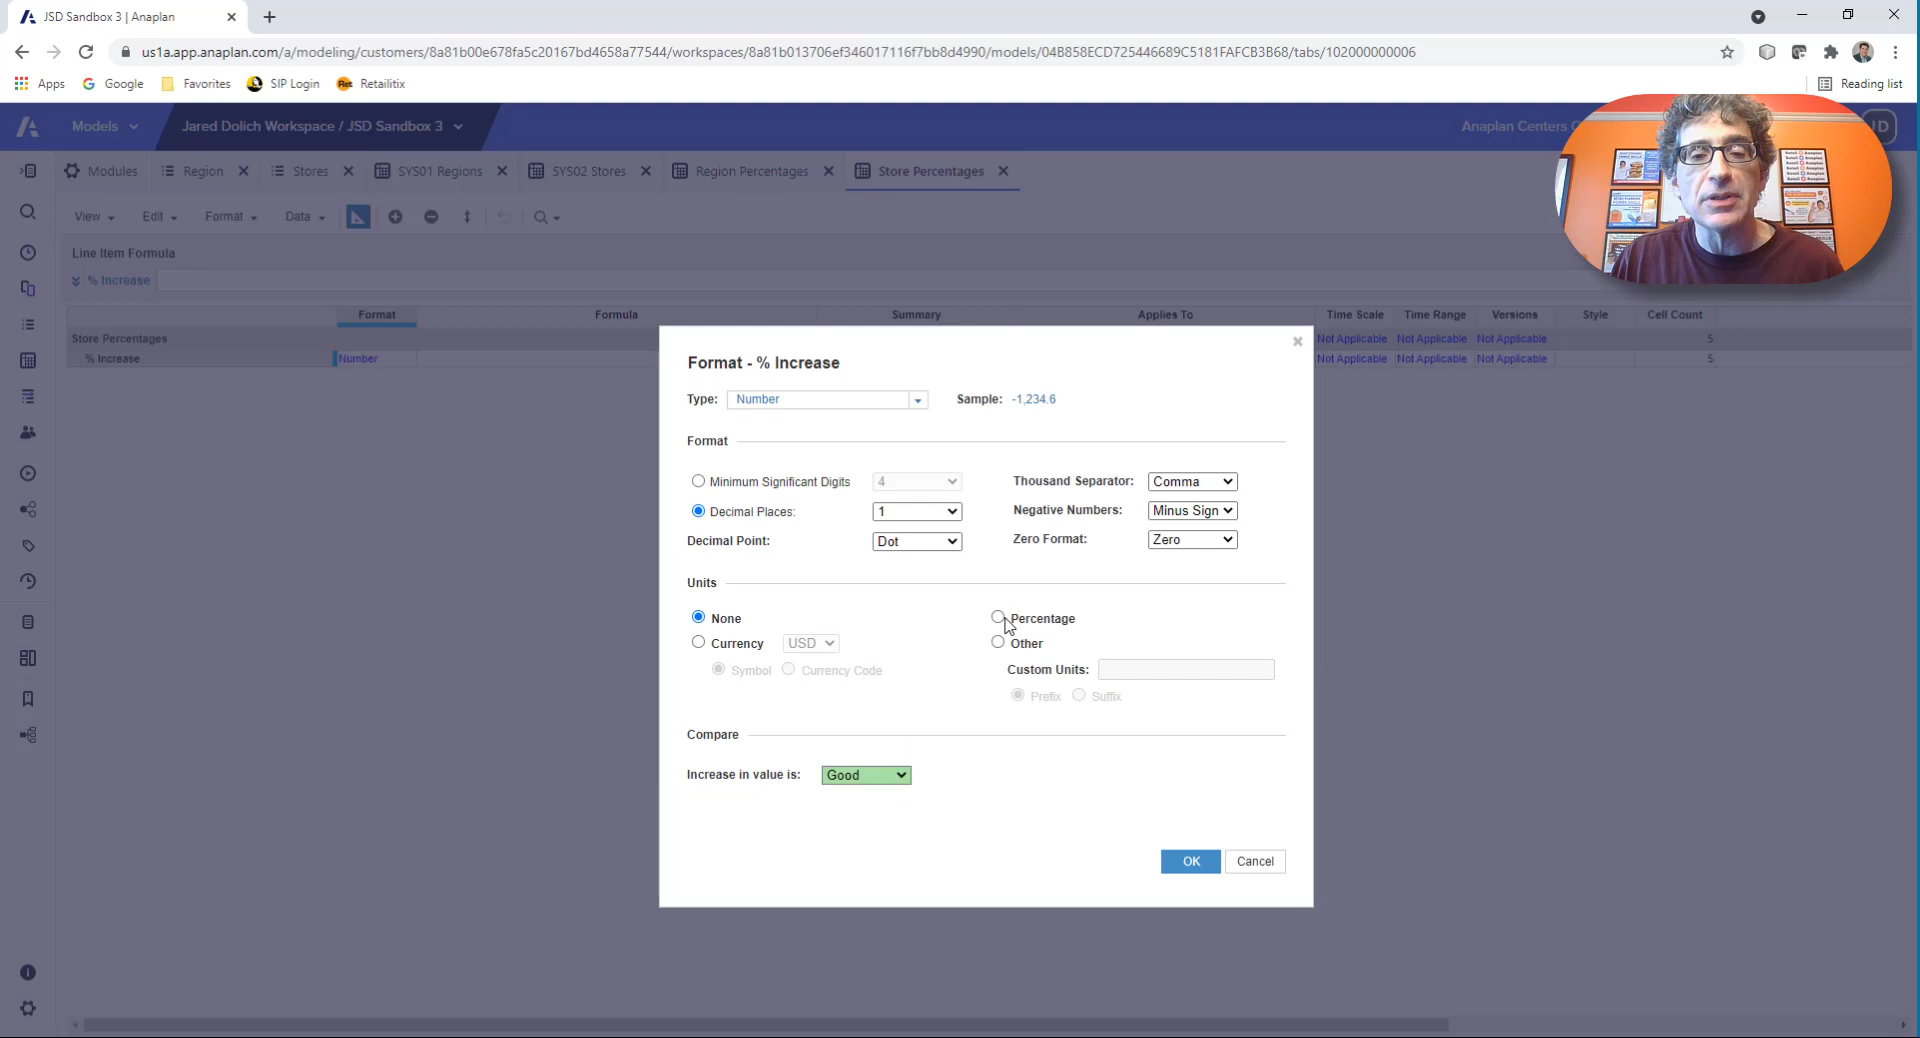 JSD Sandbox 3 | Anaplan
us1a.app.anaplan.com/a/modeling/customers/8a81b00e678fa5c20167bd4658a77544/workspaces/8a81b013706ef346017116f7bb8d4990/models/04B858ECD725446689C5181FAFCB3B68/tabs/102000000006
Apps Google Favorites SIP Login Retailitix Reading list
Models Jared Dolich Workspace / JSD Sandbox 3 Anaplan Centers
Modules Region Stores SYS01 Regions SYS02 Stores Region Percentages Store Percentages
View Edit Format Data
Line Item Formula
% Increase
Format Formula Summary Applies To Time Scale Time Range Versions Style Cell Count
Store Percentages Not Applicable Not Applicable Not Applicable 5
% Increase Number Not Applicable Not Applicable Not Applicable 5
Format - % Increase
Type: Number Sample: -1,234.6
Format
Minimum Significant Digits 4 Thousand Separator: Comma
Decimal Places: 1 Negative Numbers: Minus Sign
Decimal Point: Dot Zero Format: Zero
Units
None Percentage
Currency USD Other
Symbol Currency Code Custom Units:
Prefix Suffix
Compare
Increase in value is: Good
OK Cancel